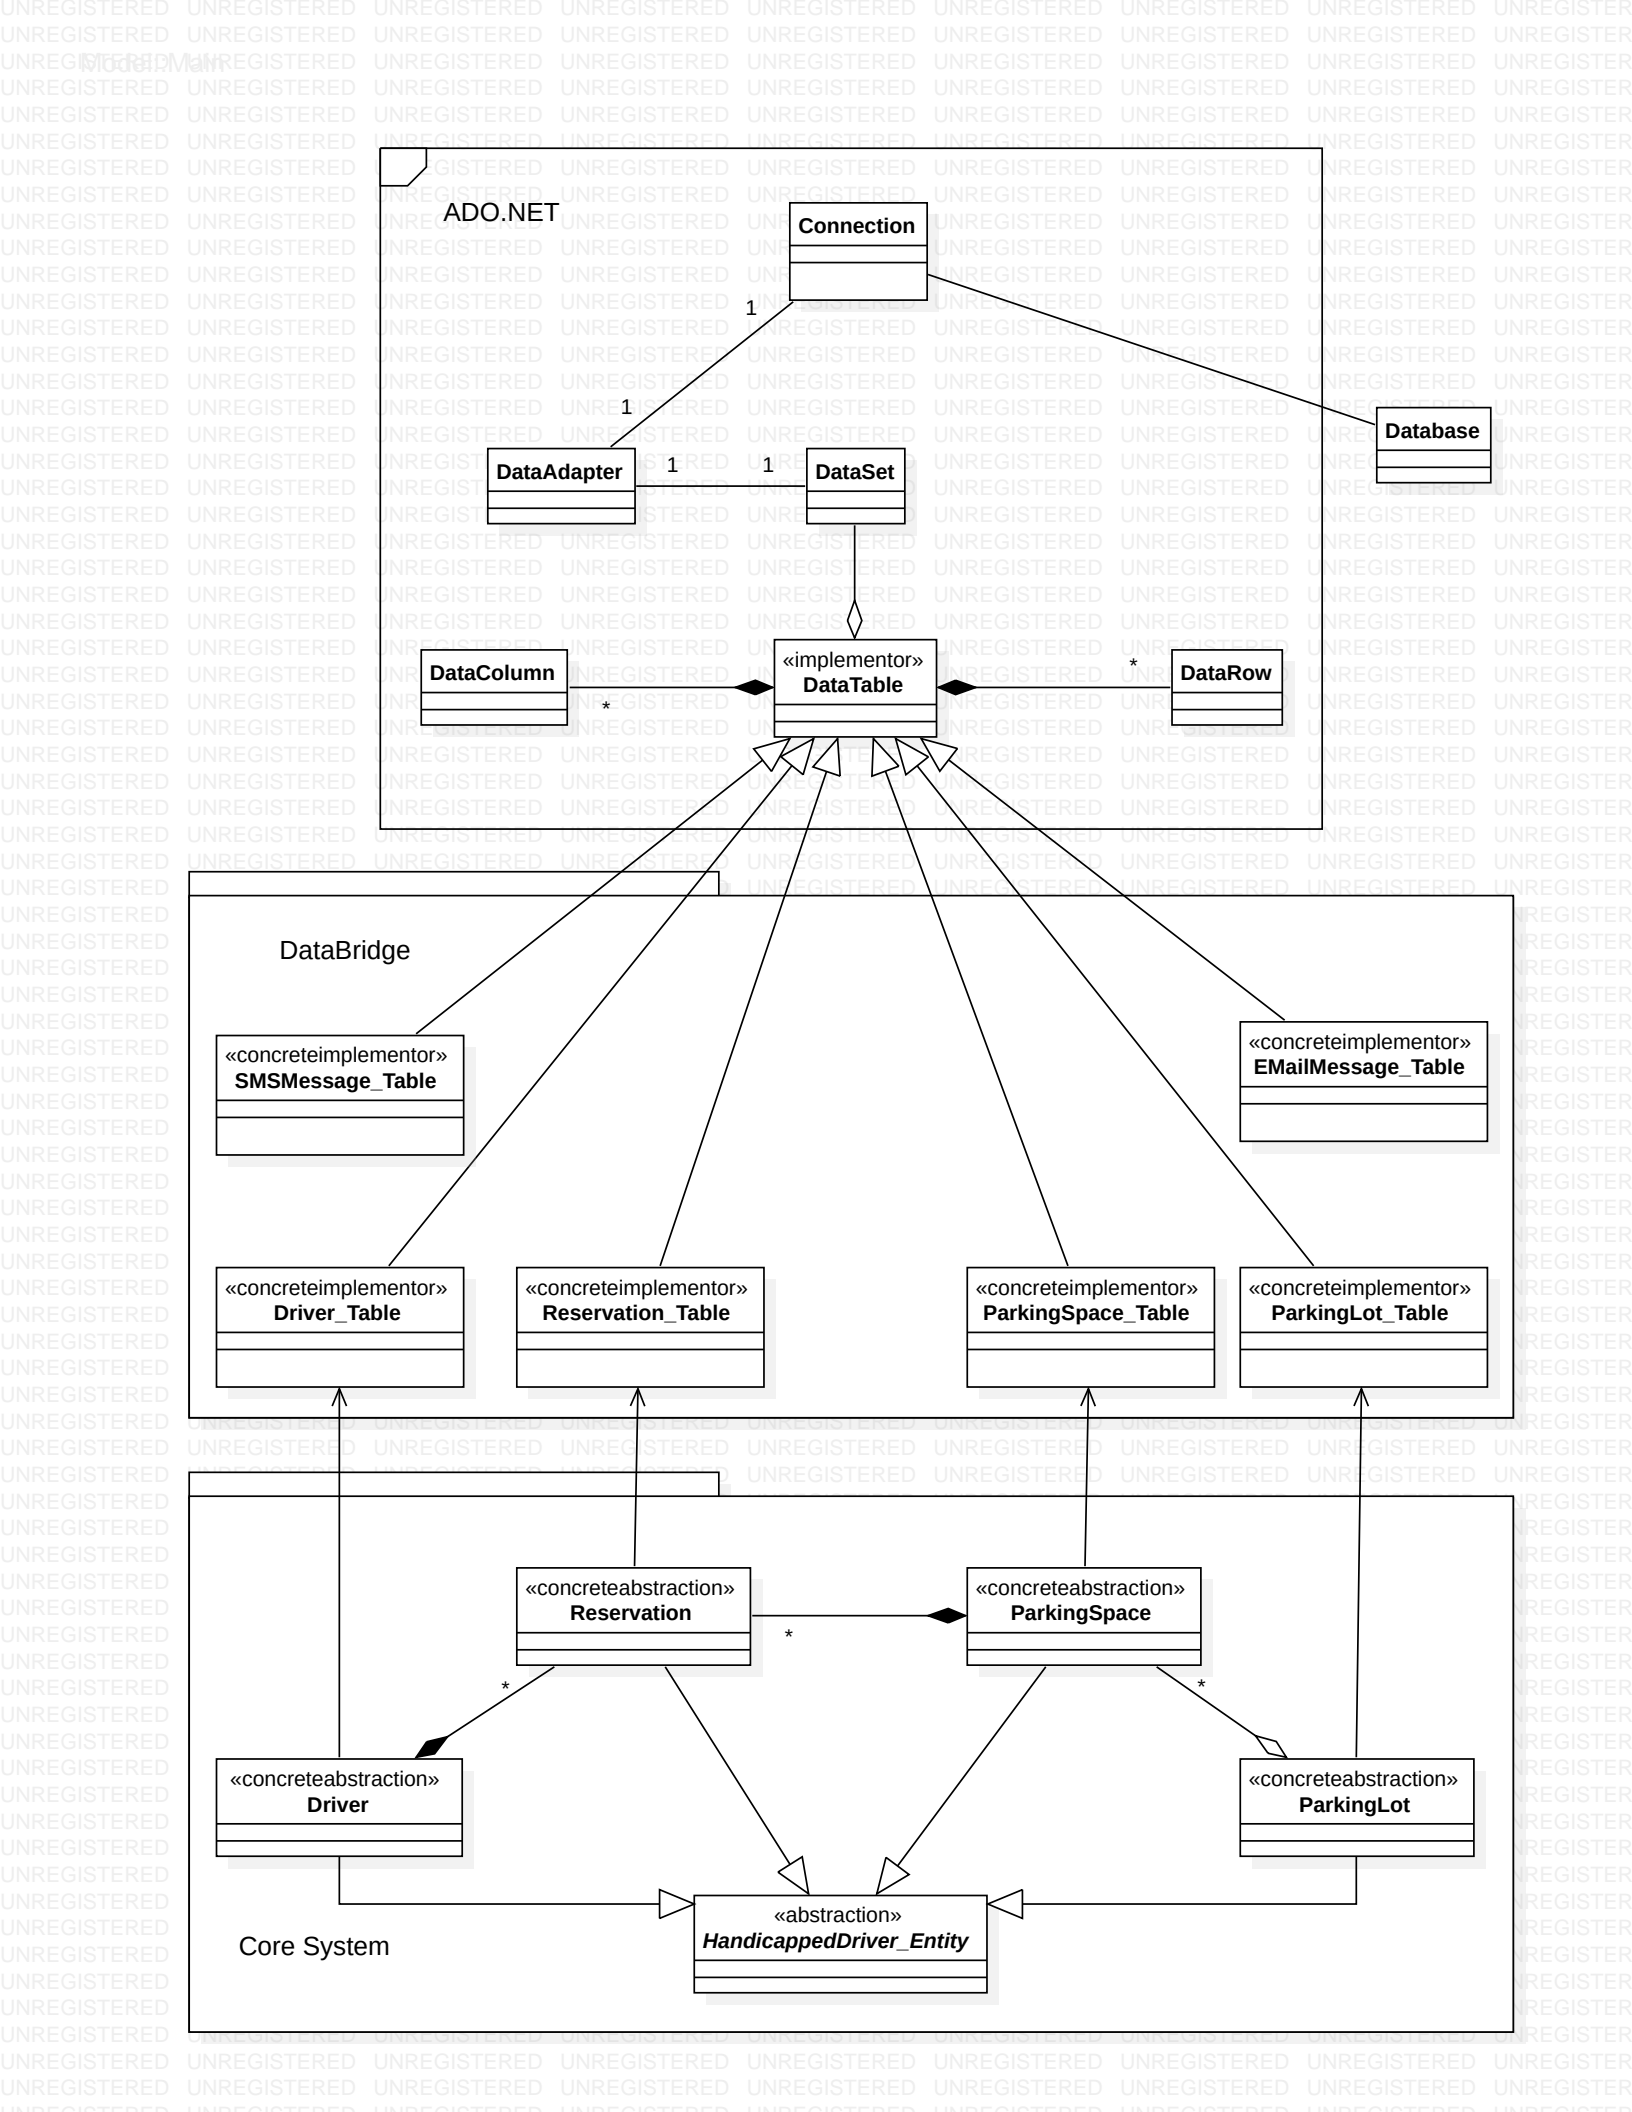 Model::Main
ADO.NET
Connection
1
1
Database
DataAdapter
1
1
DataSet
DataColumn
*
«implementor»
DataTable
*
DataRow
DataBridge
«concreteimplementor»
SMSMessage_Table
«concreteimplementor»
EMailMessage_Table
«concreteimplementor»
Driver_Table
«concreteimplementor»
Reservation_Table
«concreteimplementor»
ParkingSpace_Table
«concreteimplementor»
ParkingLot_Table
«concreteabstraction»
Reservation
*
«concreteabstraction»
ParkingSpace
*
*
«concreteabstraction»
Driver
«concreteabstraction»
ParkingLot
«abstraction»
HandicappedDriver_Entity
Core System
UNREGISTERED